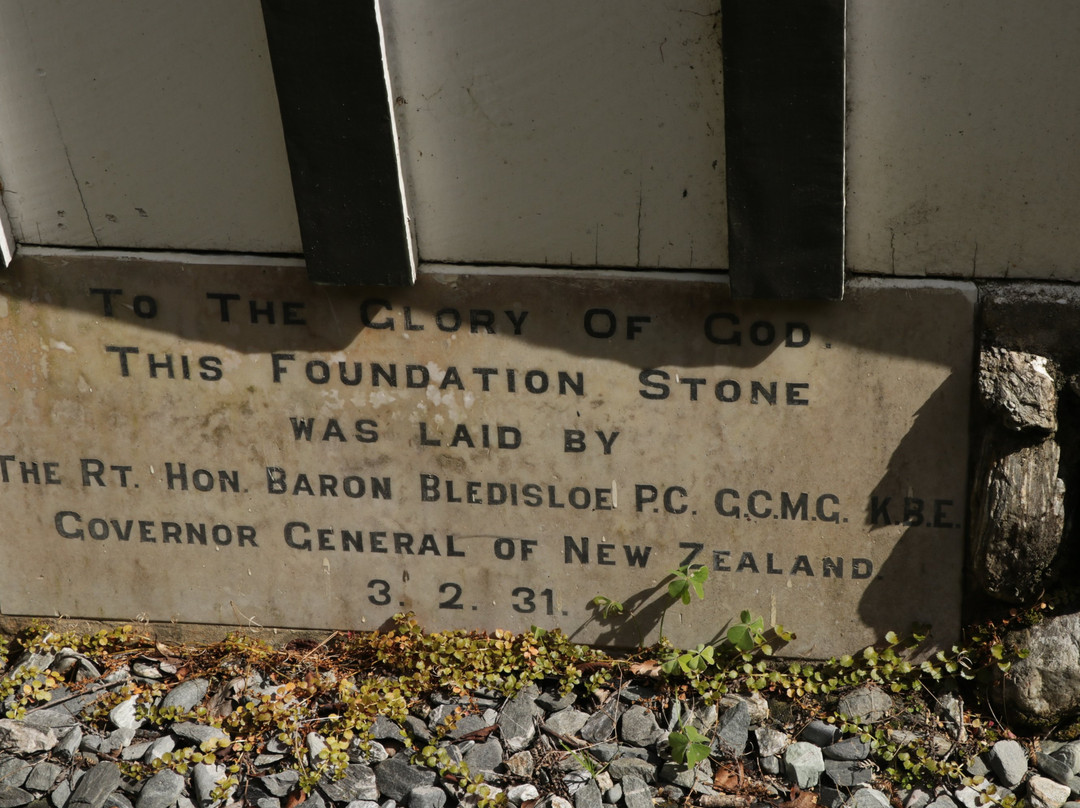 To The Glory Of God.
This Foundation Stone
was laid by
The Rt. Hon. Baron Bledisloe P.C. G.C.M.G. K.B.E.
Governor General of New Zealand.
3. 2. 31.